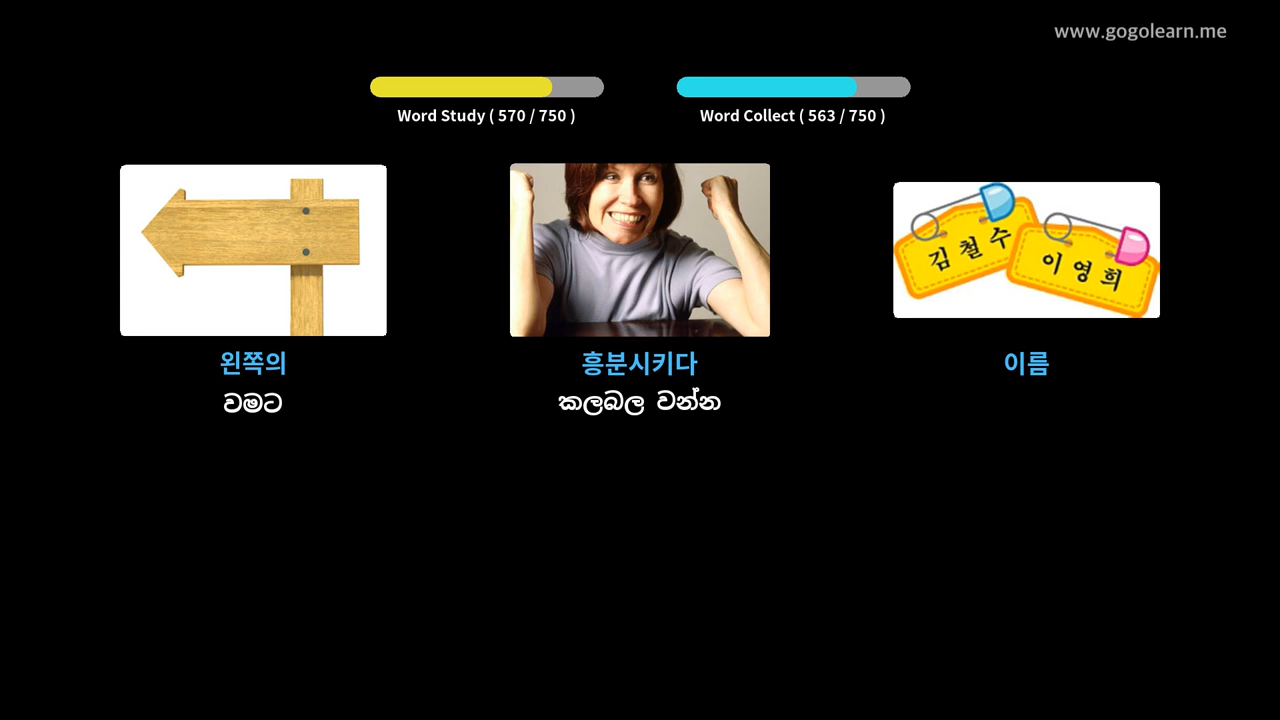 www.gogolearn.me
Word Study ( 570 / 750 )
Word Collect ( 563 / 750 )
김철수
이영희
왼쪽의
흥분시키다
이름
වමට
කලබල වන්න